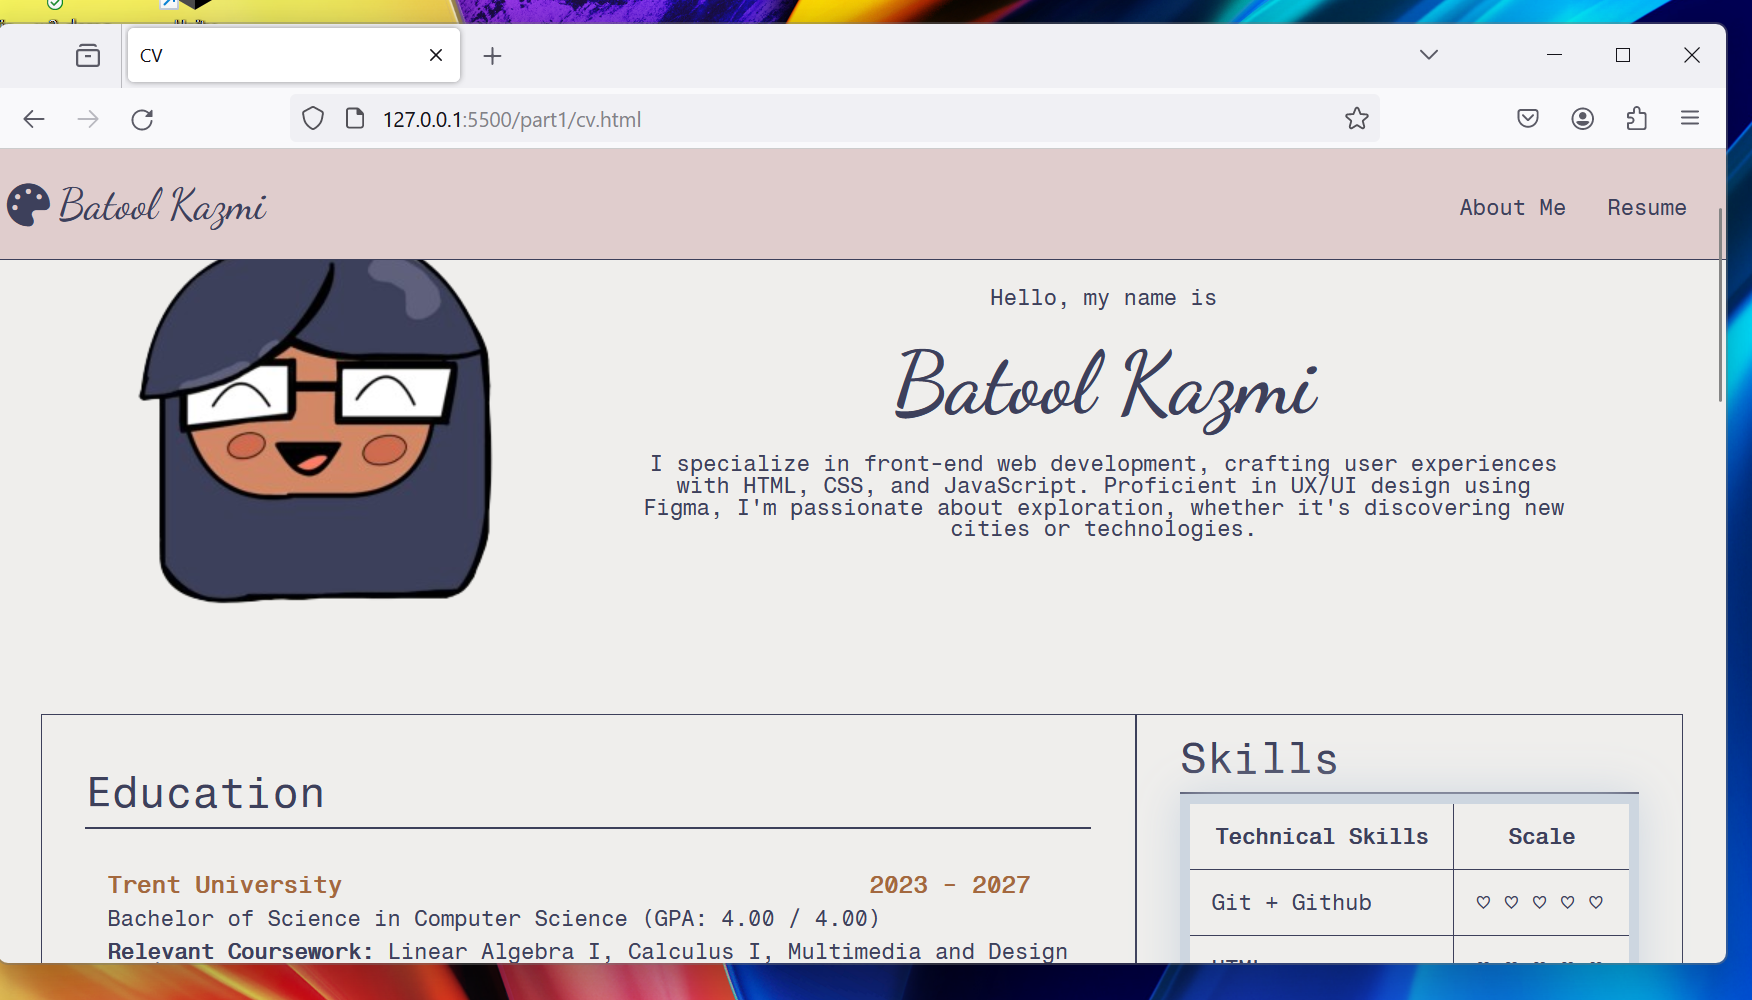 CV
127.0.0.1:5500/part1/cv.html
Batool Kazmi
About Me
Resume
Hello, my name is
Batool Kazmi
I specialize in front-end web development, crafting user experiences
with HTML, CSS, and JavaScript. Proficient in UX/UI design using
Figma, I'm passionate about exploration, whether it's discovering new
cities or technologies.
Education
Trent University 2023 - 2027
Bachelor of Science in Computer Science (GPA: 4.00 / 4.00)
Relevant Coursework: Linear Algebra I, Calculus I, Multimedia and Design
Skills
Technical Skills Scale
Git + Github ♡ ♡ ♡ ♡ ♡